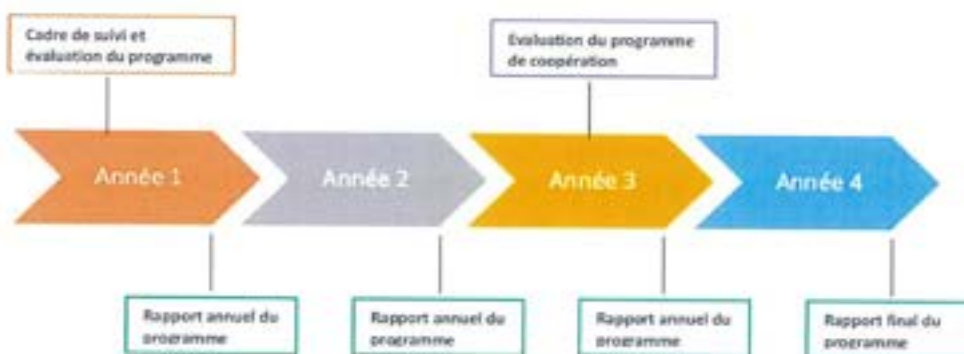 Cadre de suivi et
évaluation du programme
Evaluation du programme
de coopération
Année 1
Année 2
Année 3
Année 4
Rapport annuel du
programme
Rapport annuel du
programme
Rapport annuel du
programme
Rapport final du
programme